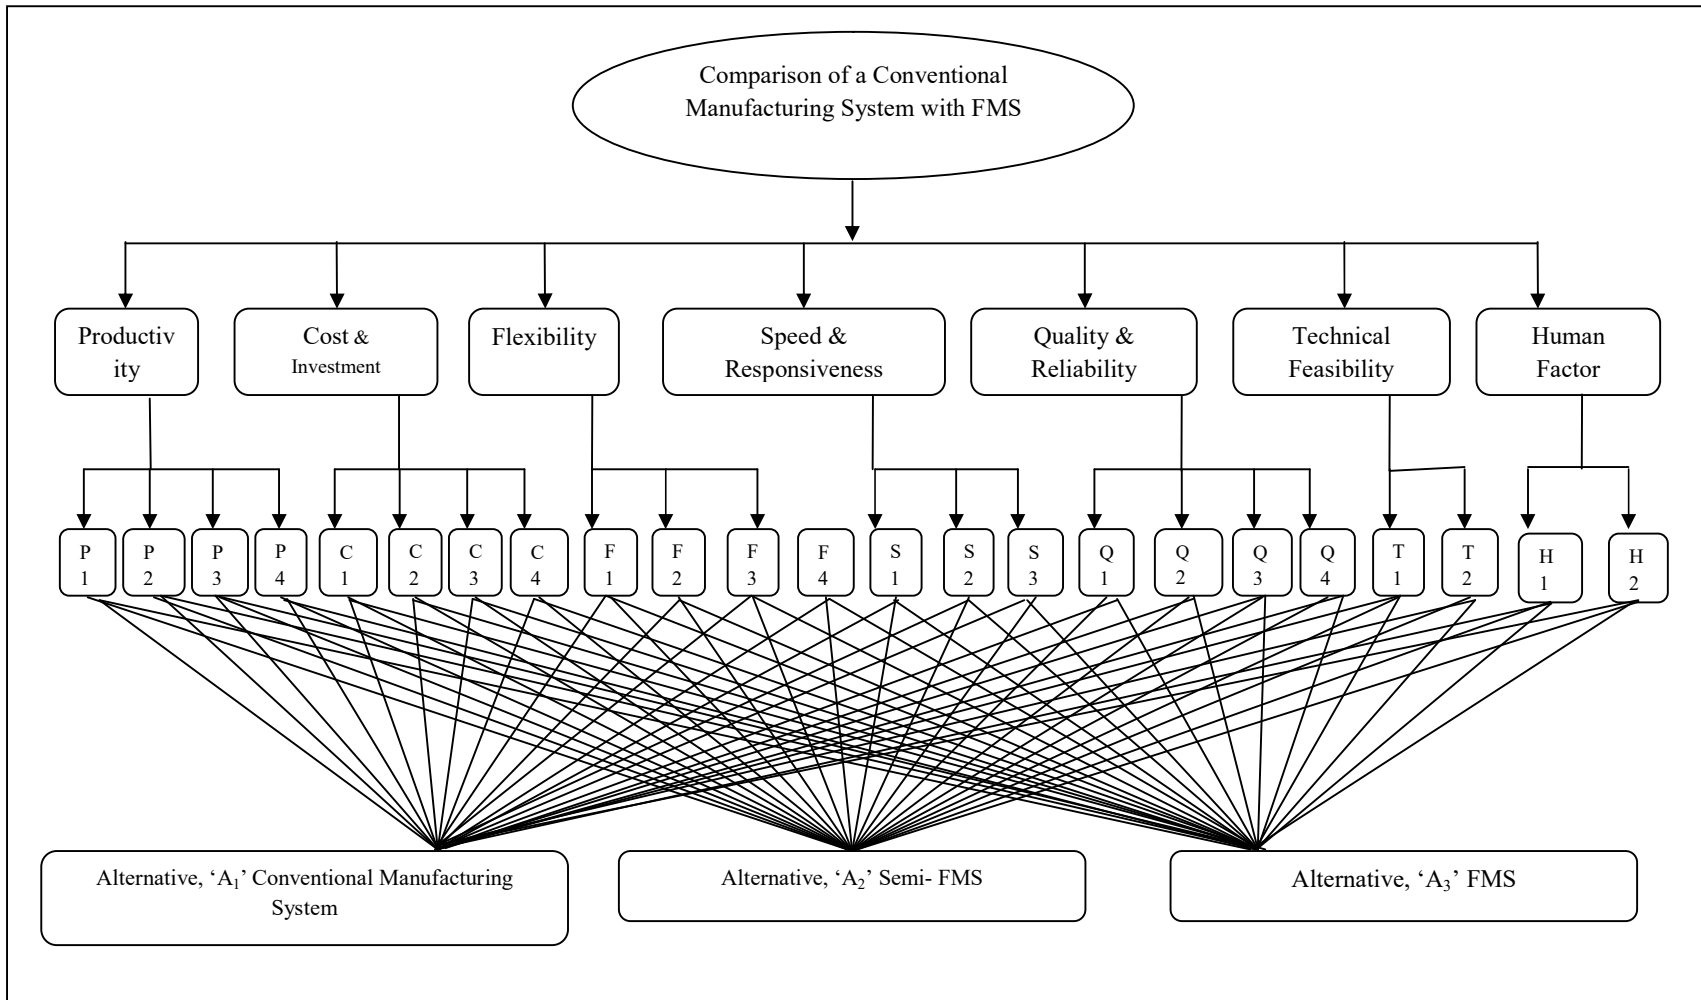 Comparison of a Conventional
Manufacturing System with FMS
Productiv
ity
Cost &
Investment
Flexibility
Speed &
Responsiveness
Quality &
Reliability
Technical
Feasibility
Human
Factor
P
1
P
2
P
3
P
4
C
1
C
2
C
3
C
4
F
1
F
2
F
3
F
4
S
1
S
2
S
3
Q
1
Q
2
Q
3
Q
4
T
1
T
2
H
1
H
2
Alternative, ‘A₁’ Conventional Manufacturing
System
Alternative, ‘A₂’ Semi- FMS
Alternative, ‘A₃’ FMS